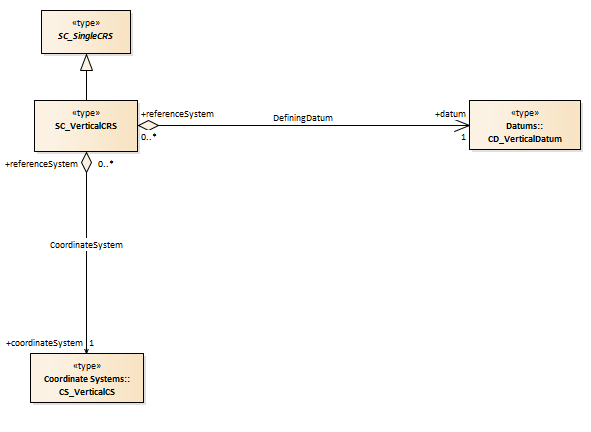 «type»
SC_SingleCRS
«type»
SC_VerticalCRS
+referenceSystem
0..*
DefiningDatum
+datum
1
«type»
Datums::
CD_VerticalDatum
+referenceSystem
0..*
CoordinateSystem
+coordinateSystem
1
«type»
Coordinate Systems::
CS_VerticalCS